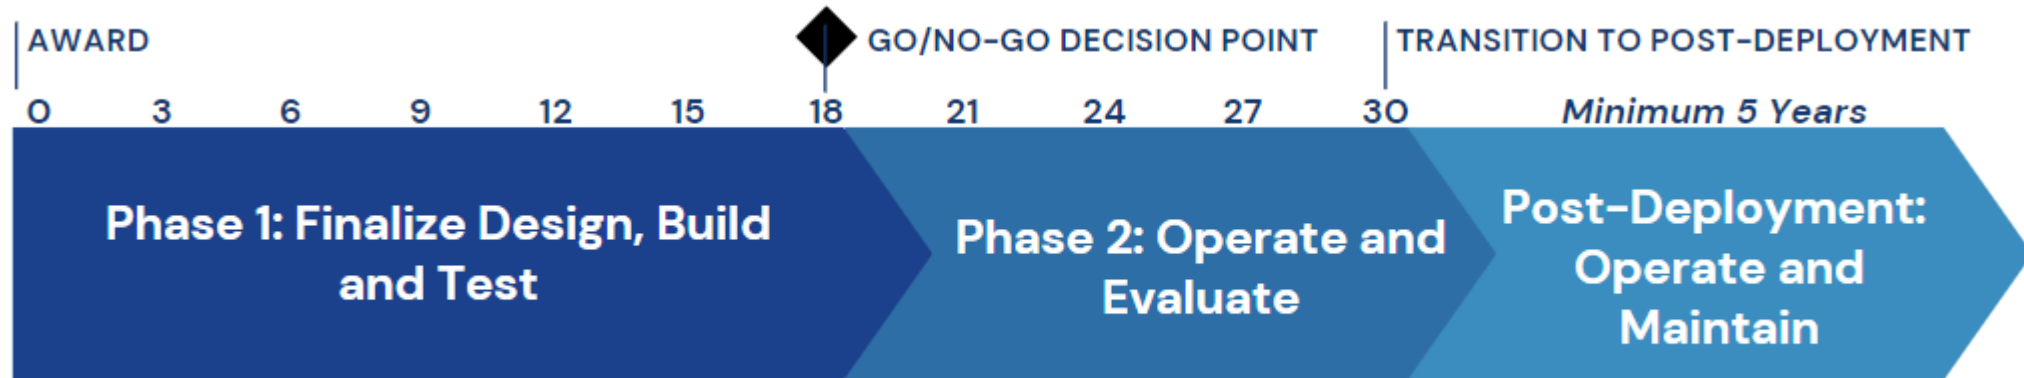 AWARD
GO/NO-GO DECISION POINT
TRANSITION TO POST-DEPLOYMENT
0 3 6 9 12 15 18 21 24 27 30 Minimum 5 Years
Phase 1: Finalize Design, Build
and Test
Phase 2: Operate and
Evaluate
Post-Deployment:
Operate and
Maintain